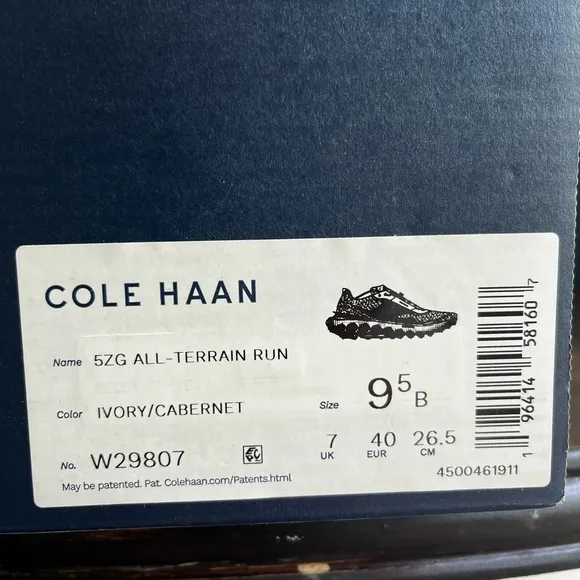 COLE HAAN
Name 5ZG ALL-TERRAIN RUN
Color IVORY/CABERNET
Size 9 5 B
7 UK 40 EUR 26.5 CM
No. W29807
May be patented. Pat. Colehaan.com/Patents.html
4500461911
1 96414 58160 7